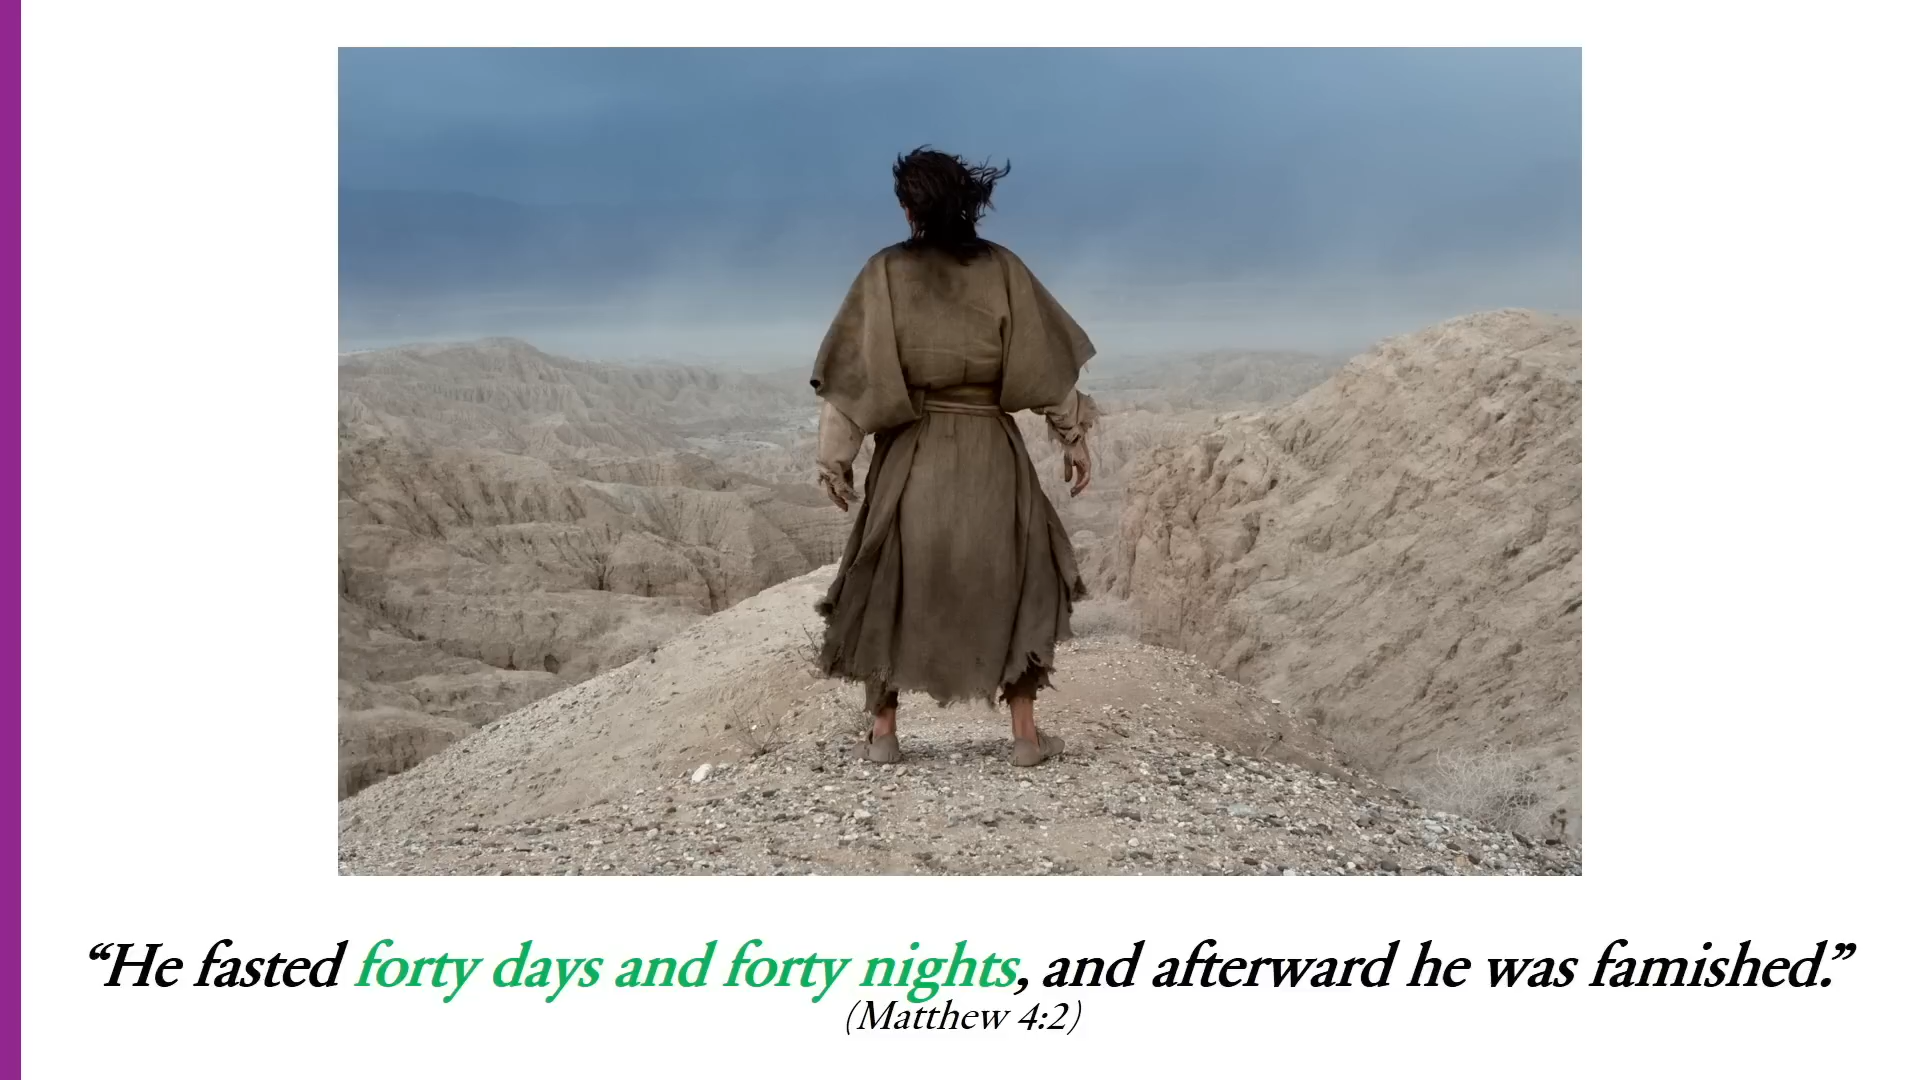 “He fasted forty days and forty nights, and afterward he was famished.”
(Matthew 4:2)